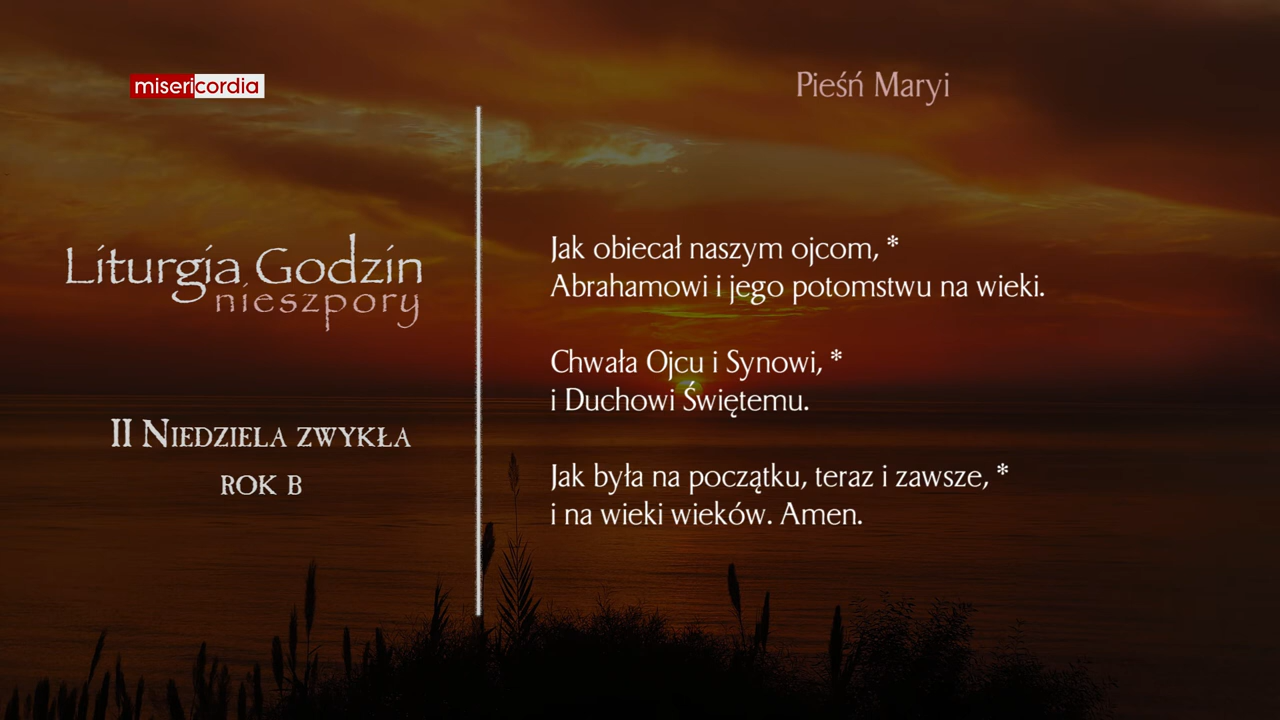 misericordia
Liturgia Godzin
nieszpory
II Niedziela zwykła
rok B
Pieśń Maryi
Jak obiecał naszym ojcom, *
Abrahamowi i jego potomstwu na wieki.
Chwała Ojcu i Synowi, *
i Duchowi Świętemu.
Jak była na początku, teraz i zawsze, *
i na wieki wieków. Amen.